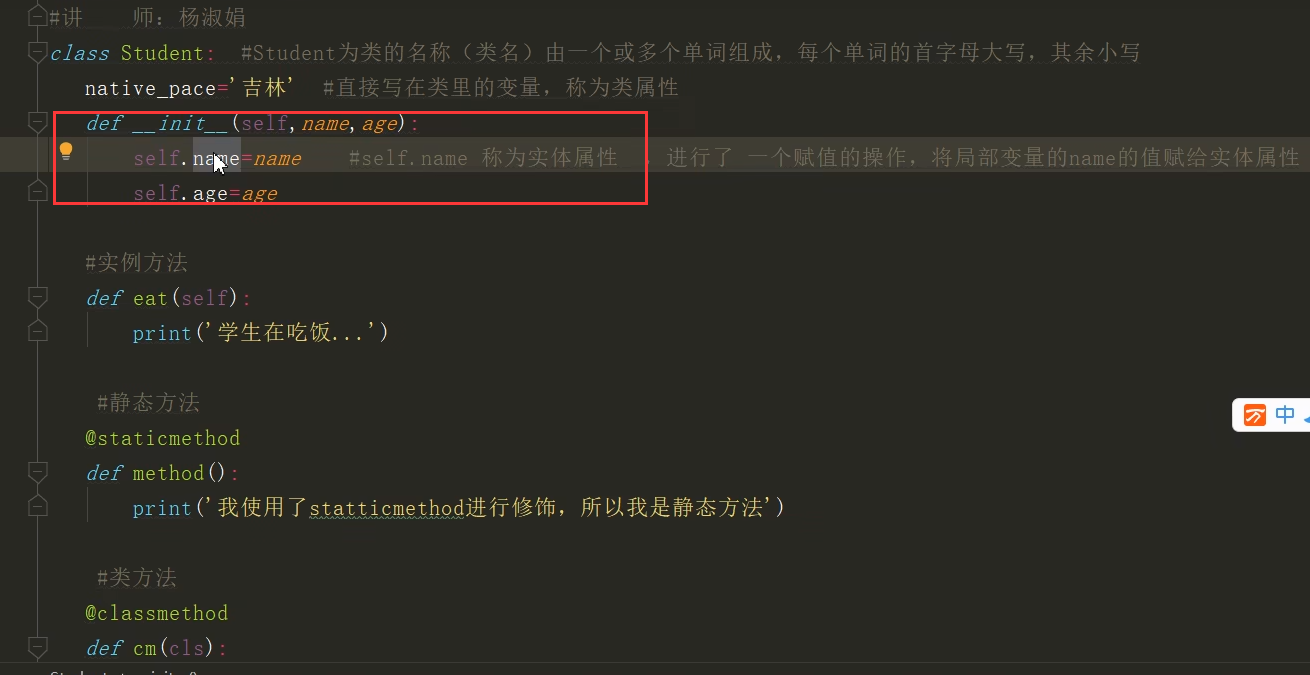 #讲    师：杨淑娟
class Student:  #Student为类的名称（类名）由一个或多个单词组成，每个单词的首字母大写，其余小写
native_pace='吉林'  #直接写在类里的变量，称为类属性
def __init__(self,name,age):
self.name=name    #self.name 称为实体属性  ，进行了 一个赋值的操作，将局部变量的name的值赋给实体属性
self.age=age
#实例方法
def eat(self):
print('学生在吃饭...')
#静态方法
@staticmethod
def method():
print('我使用了statticmethod进行修饰，所以我是静态方法')
中
#类方法
@classmethod
def cm(cls):